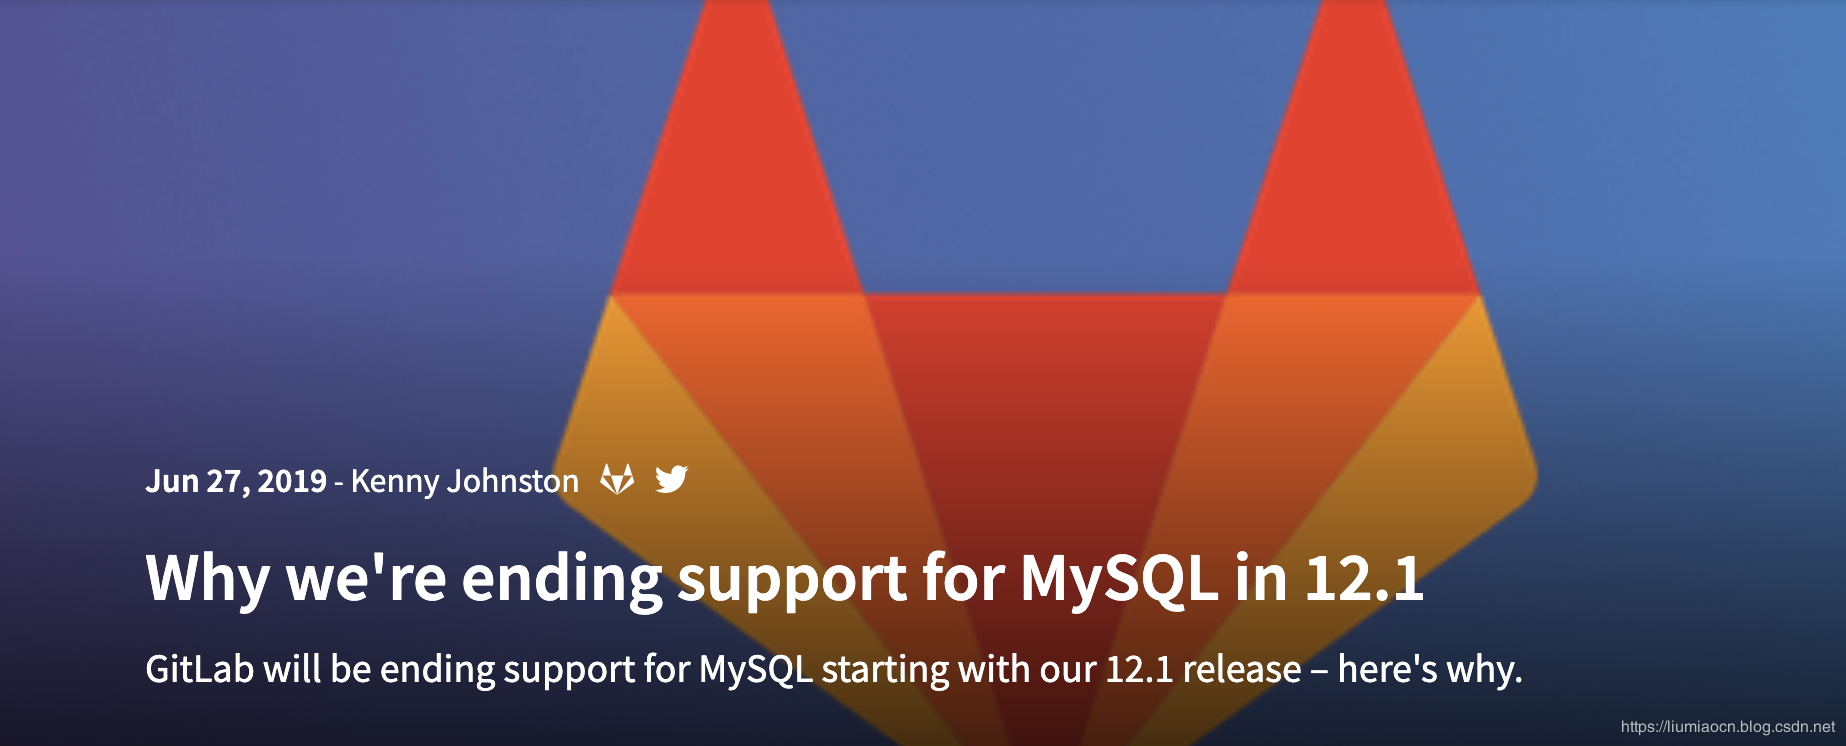 Jun 27, 2019 - Kenny Johnston
Why we're ending support for MySQL in 12.1
GitLab will be ending support for MySQL starting with our 12.1 release – here's why.
https://liumiaocn.blog.csdn.net